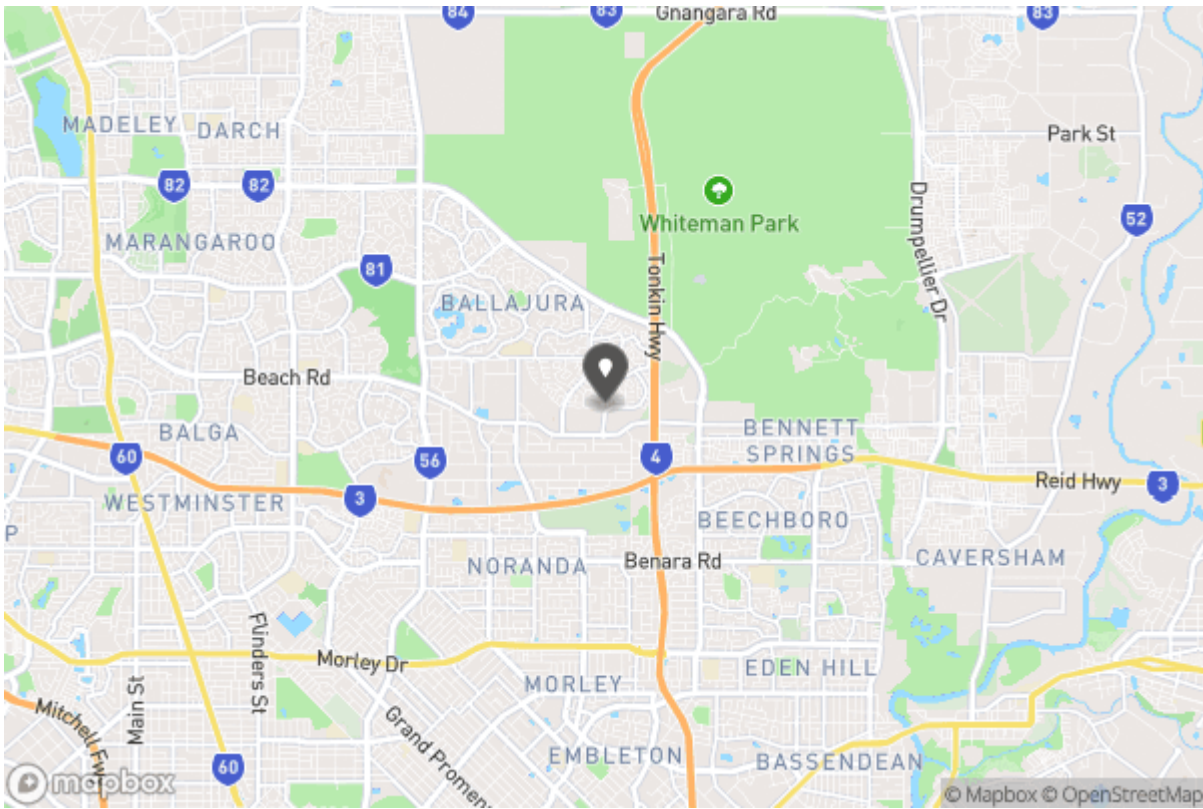 84
83
Gnangara Rd
83
MADELEY
DARCH
Park St
82
82
Whiteman Park
Drumpellier Dr
52
MARANGAROO
81
BALLAJURA
Tonkin Hwy
Beach Rd
BALGA
BENNETT
SPRINGS
60
56
4
Reid Hwy
3
WESTMINSTER
3
P
BEECHBORO
NORANDA
Benara Rd
CAVERSHAM
Flinders St
Morley Dr
EDEN HILL
MORLEY
Main St
Mitchell Fwy
Grand Promen
EMBLETON
BASSENDEAN
60
mapbox
© Mapbox © OpenStreetMap